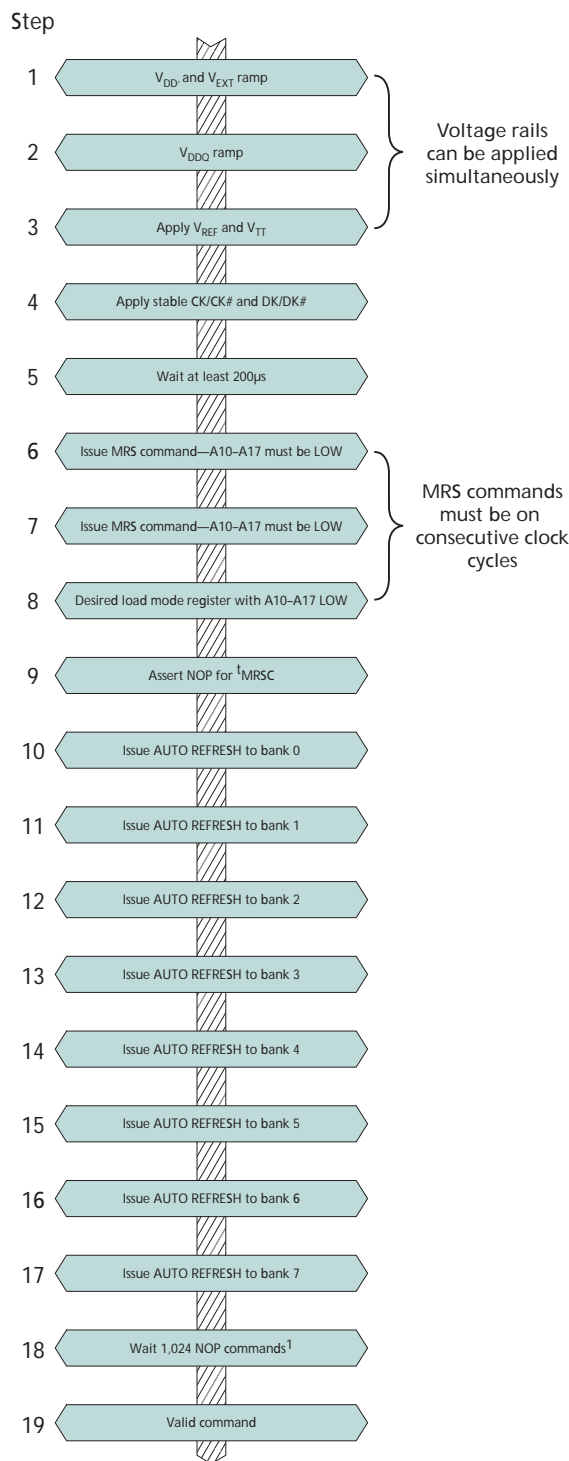 Step
1 V_DD, and V_EXT ramp
2 V_DDQ ramp
3 Apply V_REF and V_TT
Voltage rails
can be applied
simultaneously
4 Apply stable CK/CK# and DK/DK#
5 Wait at least 200μs
6 Issue MRS command—A10–A17 must be LOW
7 Issue MRS command—A10–A17 must be LOW
8 Desired load mode register with A10–A17 LOW
MRS commands
must be on
consecutive clock
cycles
9 Assert NOP for ᵗMRSC
10 Issue AUTO REFRESH to bank 0
11 Issue AUTO REFRESH to bank 1
12 Issue AUTO REFRESH to bank 2
13 Issue AUTO REFRESH to bank 3
14 Issue AUTO REFRESH to bank 4
15 Issue AUTO REFRESH to bank 5
16 Issue AUTO REFRESH to bank 6
17 Issue AUTO REFRESH to bank 7
18 Wait 1,024 NOP commands¹
19 Valid command